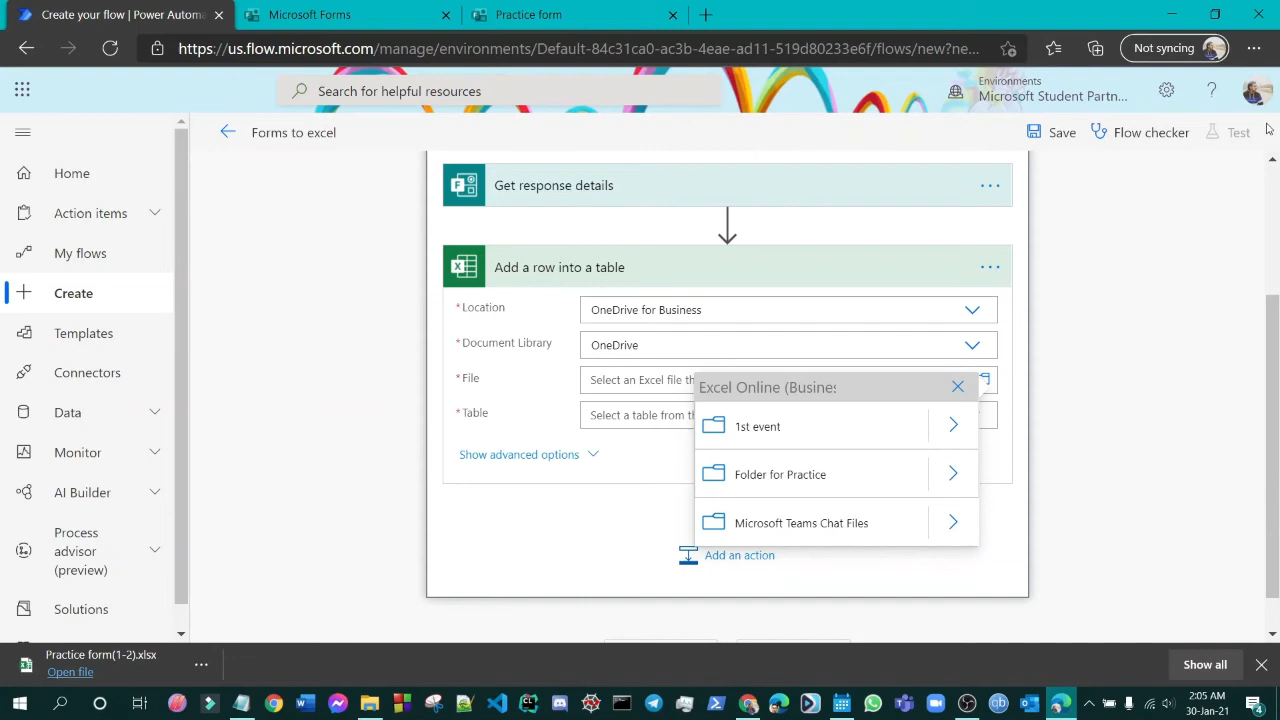 Create your flow | Power Automa
Microsoft Forms
Practice form
https://us.flow.microsoft.com/manage/environments/Default-84c31ca0-ac3b-4eae-ad11-519d80233e6f/flows/new?ne...
Not syncing
Search for helpful resources
Environments
Microsoft Student Partn...
Forms to excel
Save
Flow checker
Test
Home
Action items
My flows
Create
Templates
Connectors
Data
Monitor
AI Builder
Process
advisor
(preview)
Solutions
Get response details
Add a row into a table
* Location
OneDrive for Business
* Document Library
OneDrive
* File
Select an Excel file th
* Table
Select a table from th
Show advanced options
Excel Online (Busines
1st event
Folder for Practice
Microsoft Teams Chat Files
Add an action
Practice form(1-2).xlsx
Open file
Show all
2:05 AM
30-Jan-21
4